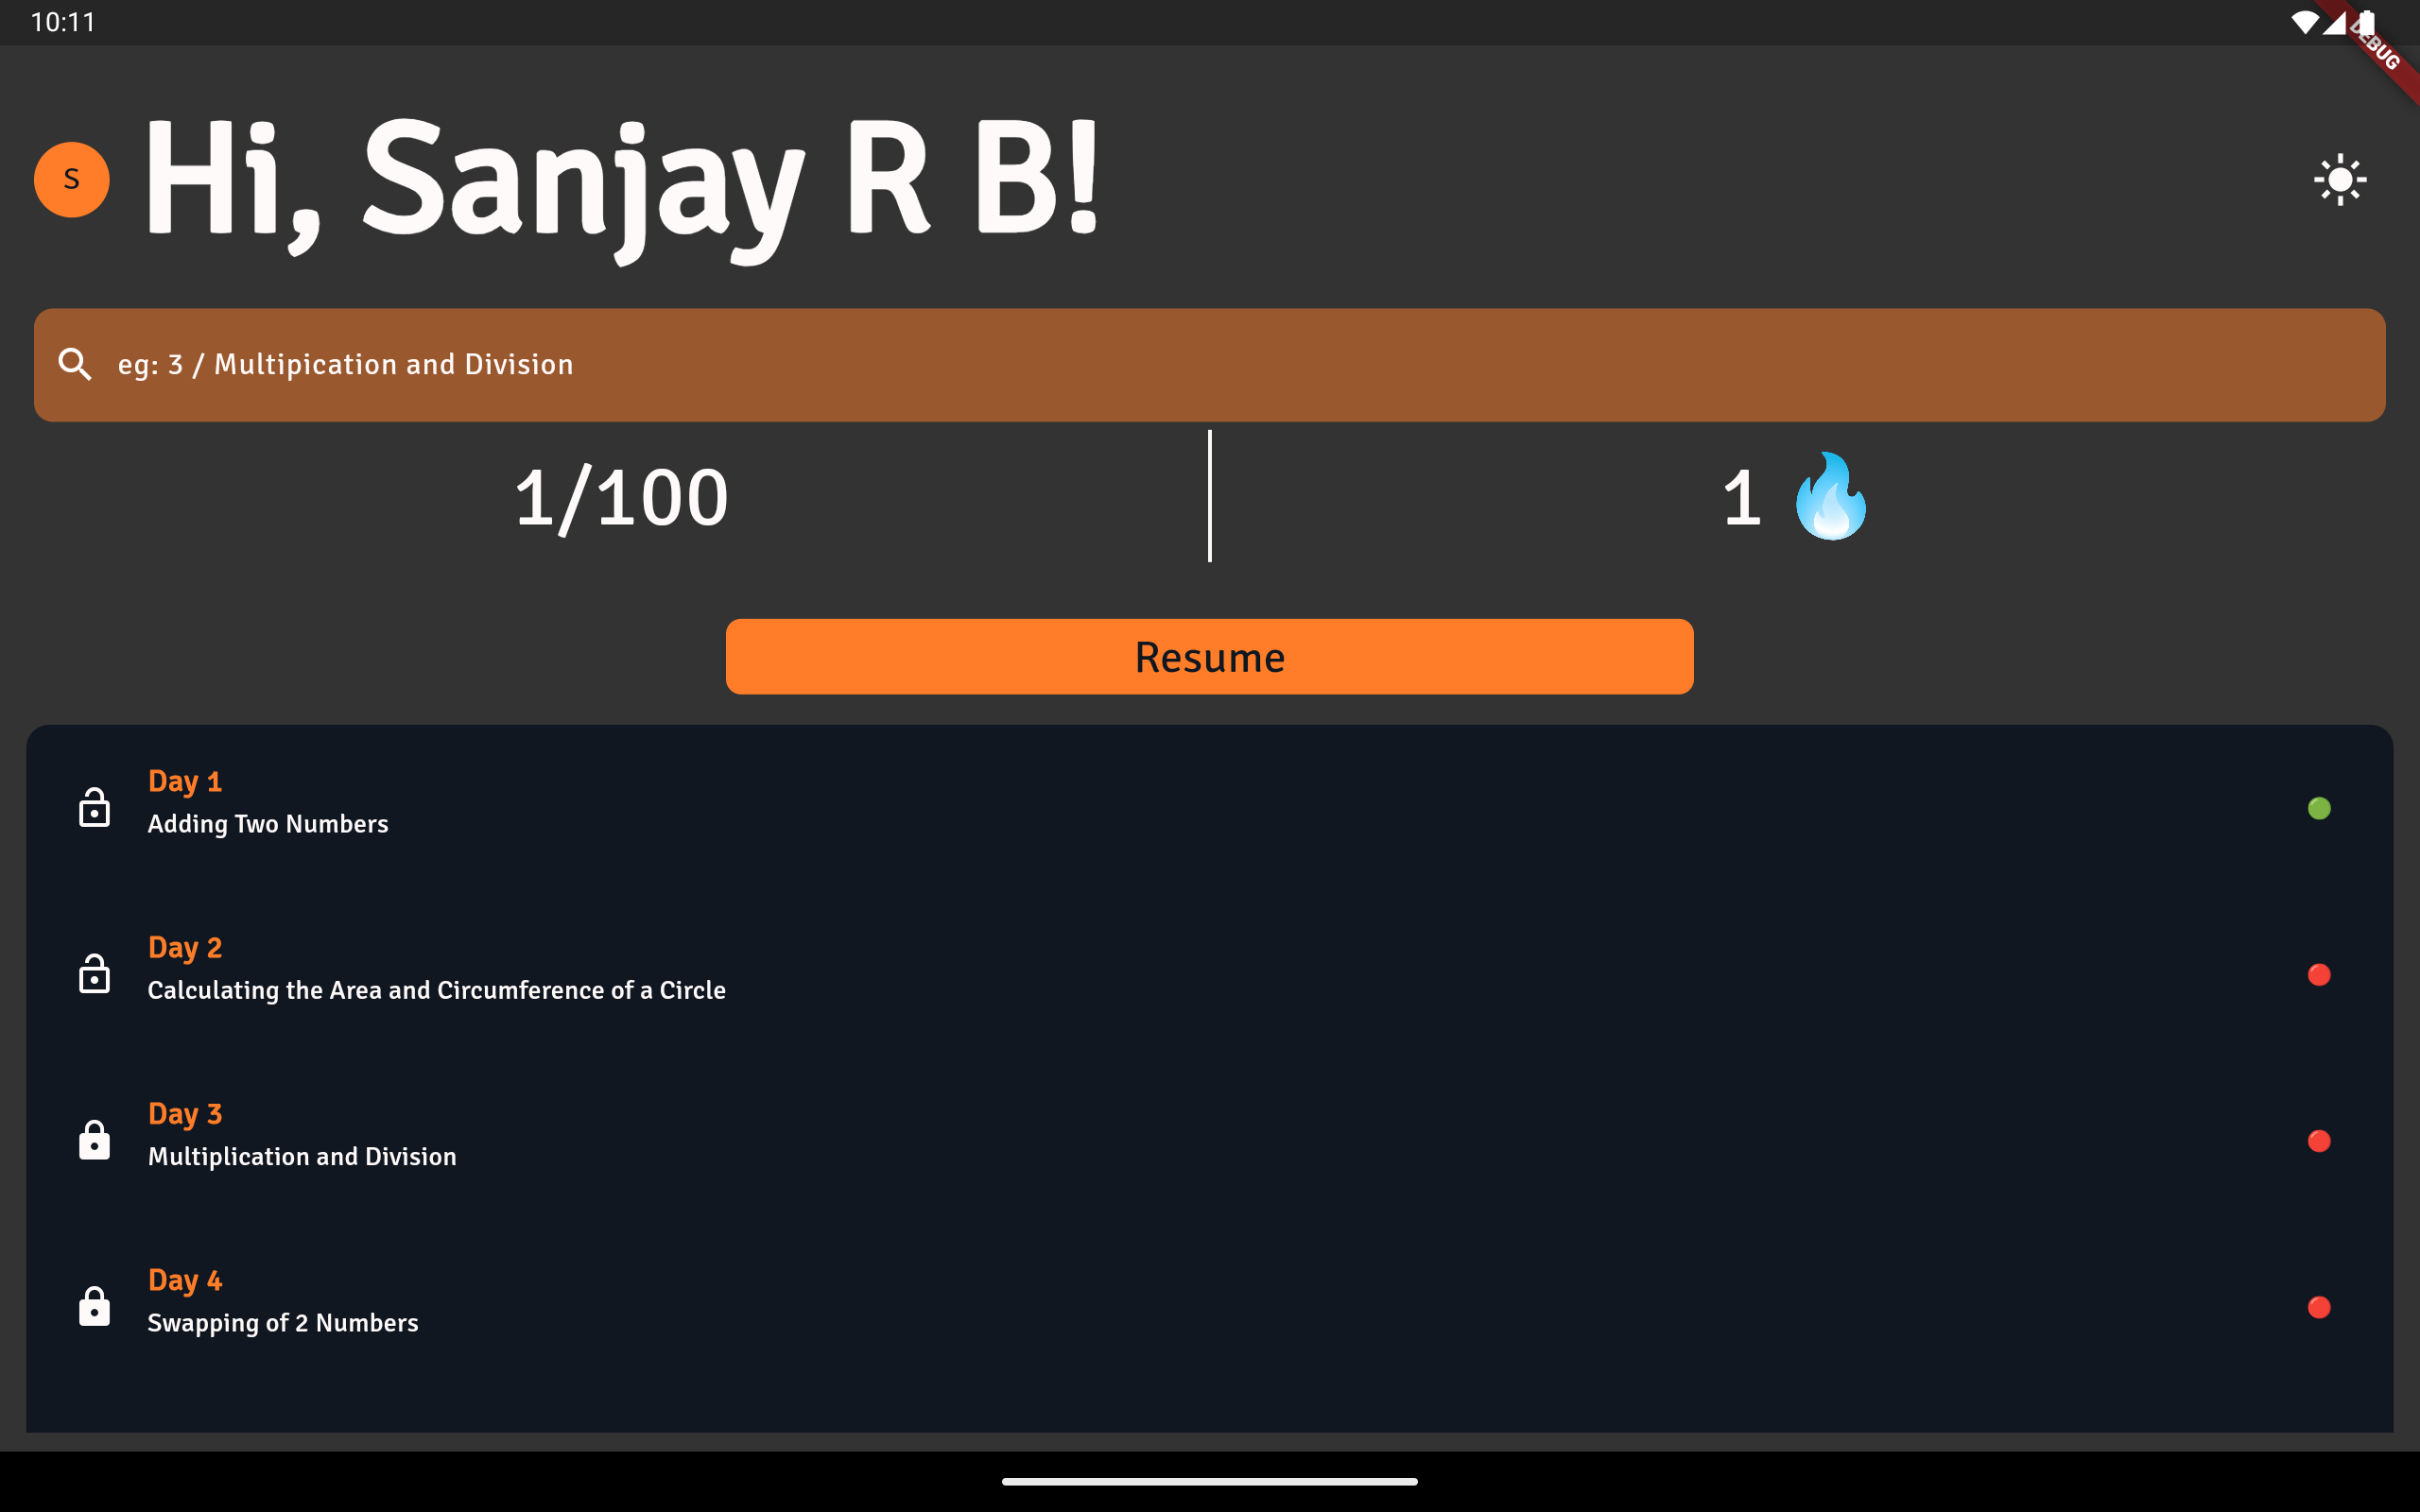 10:11
DEBUG
S
Hi, Sanjay R B!
eg: 3 / Multipication and Division
1/100
1
Resume
Day 1
Adding Two Numbers
Day 2
Calculating the Area and Circumference of a Circle
Day 3
Multiplication and Division
Day 4
Swapping of 2 Numbers